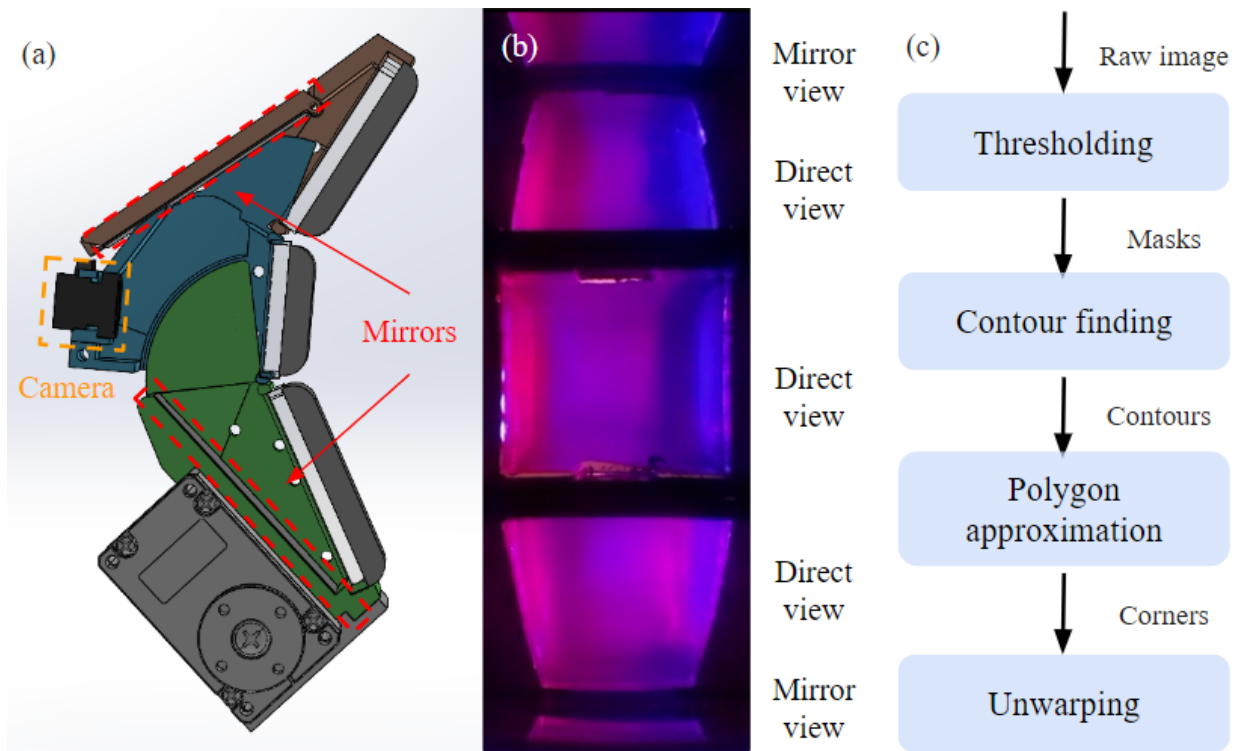 (a)
Mirrors
Camera
(b)
Mirror
view
Direct
view
Direct
view
Direct
view
Mirror
view
(c)
Raw image
Thresholding
Masks
Contour finding
Contours
Polygon
approximation
Corners
Unwarping